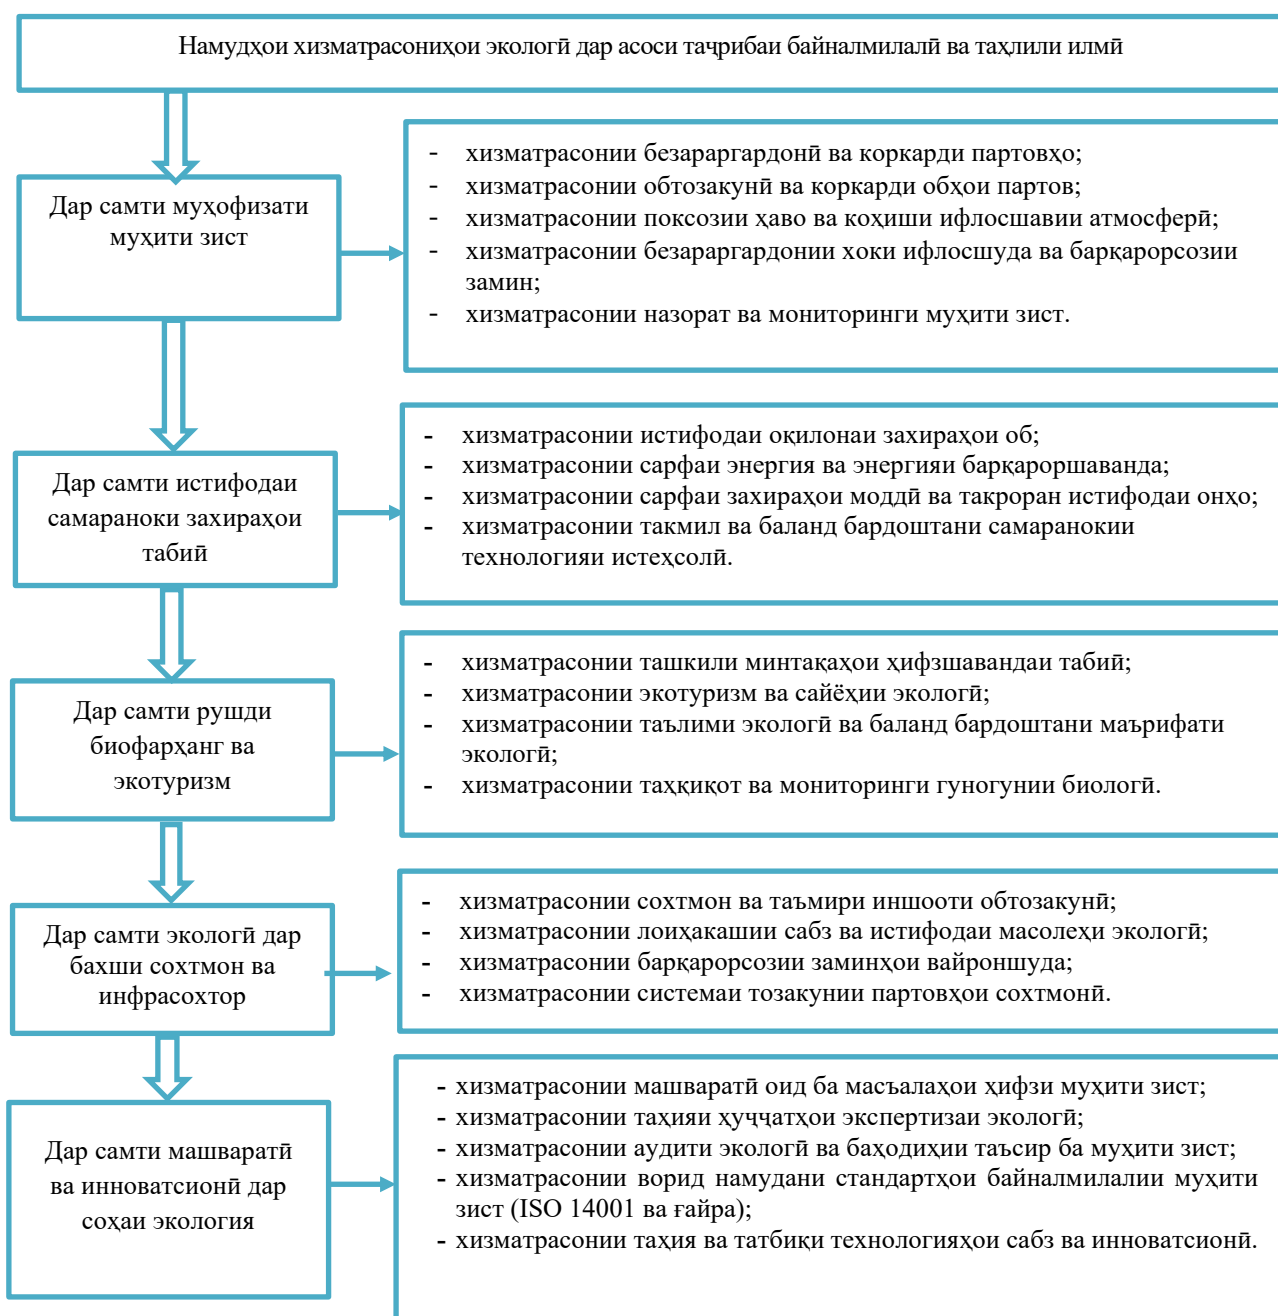 Намудҳои хизматрасониҳои экологӣ дар асоси таҷрибаи байналмилалӣ ва таҳлили илмӣ
Дар самти муҳофизати
муҳити зист
- хизматрасонии безараргардонӣ ва коркарди партовҳо;
- хизматрасонии обтозакунӣ ва коркарди обҳои партов;
- хизматрасонии поксозии ҳаво ва коҳиши ифлосшавии атмосферӣ;
- хизматрасонии безараргардонии хоки ифлосшуда ва барқарорсозии
замин;
- хизматрасонии назорат ва мониторинги муҳити зист.
Дар самти истифодаи
самараноки захираҳои
табиӣ
- хизматрасонии истифодаи оқилонаи захираҳои об;
- хизматрасонии сарфаи энергия ва энергияи барқароршаванда;
- хизматрасонии сарфаи захираҳои моддӣ ва такроран истифодаи онҳо;
- хизматрасонии такмил ва баланд бардоштани самаранокии
технологияи истеҳсолӣ.
Дар самти рушди
биофарҳанг ва
экотуризм
- хизматрасонии ташкили минтақаҳои ҳифзшавандаи табиӣ;
- хизматрасонии экотуризм ва сайёҳии экологӣ;
- хизматрасонии таълими экологӣ ва баланд бардоштани маърифати
экологӣ;
- хизматрасонии таҳқиқот ва мониторинги гуногунии биологӣ.
Дар самти экологӣ дар
бахши сохтмон ва
инфрасохтор
- хизматрасонии сохтмон ва таъмири иншооти обтозакунӣ;
- хизматрасонии лоиҳакашии сабз ва истифодаи масолеҳи экологӣ;
- хизматрасонии барқарорсозии заминҳои вайроншуда;
- хизматрасонии системаи тозакунии партовҳои сохтмонӣ.
Дар самти машваратӣ
ва инноватсионӣ дар
соҳаи экология
- хизматрасонии машваратӣ оид ба масъалаҳои ҳифзи муҳити зист;
- хизматрасонии таҳияи ҳуҷҷатҳои экспертизаи экологӣ;
- хизматрасонии аудити экологӣ ва баҳодиҳии таъсир ба муҳити зист;
- хизматрасонии ворид намудани стандартҳои байналмилалии муҳити
зист (ISO 14001 ва ғайра);
- хизматрасонии таҳия ва татбиқи технологияҳои сабз ва инноватсионӣ.